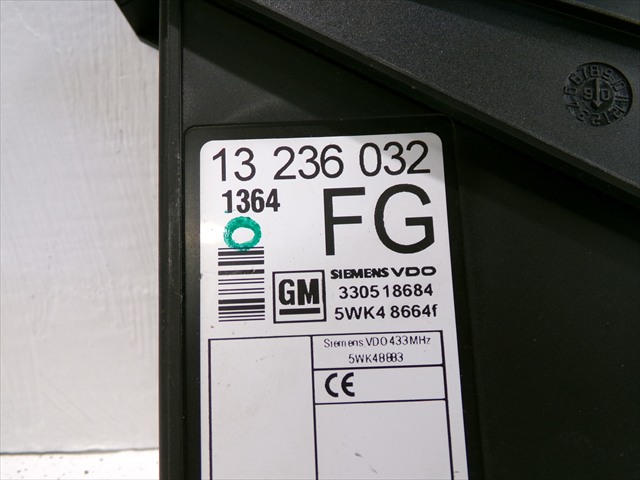 13 236 032
1364
FG
SIEMENS VDO
GM
330518684
5WK4 8664f
Siemens VDO 433MHz
5WK48883
CE